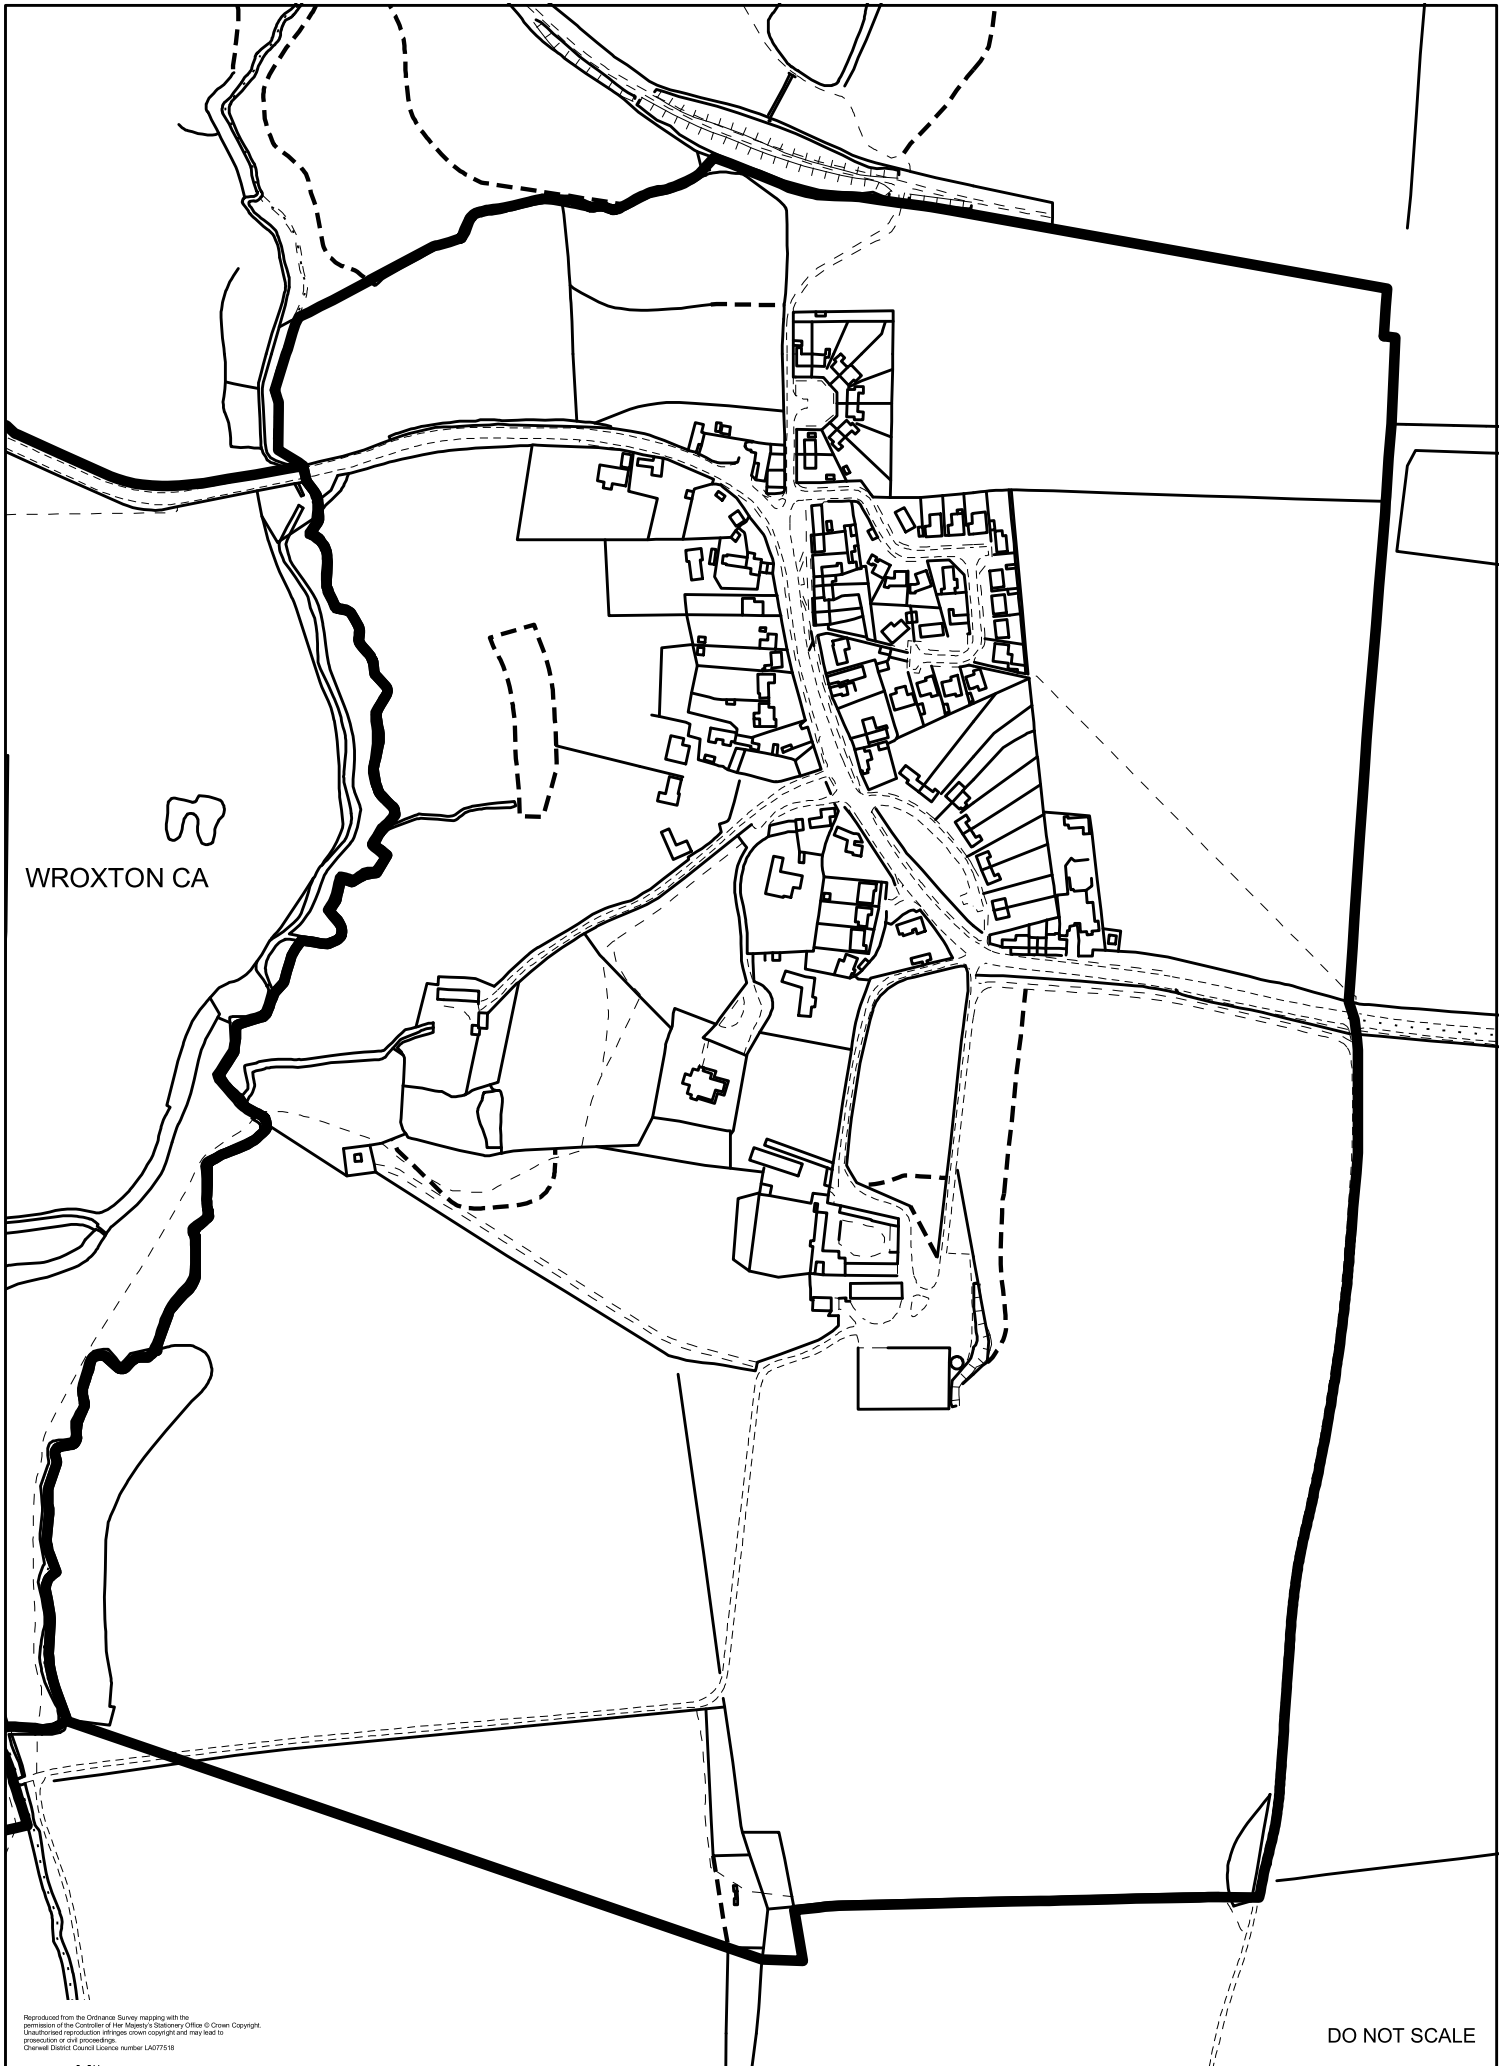 WROXTON CA
Reproduced from the Ordnance Survey mapping with the
permission of the Controller of Her Majesty's Stationery Office © Crown Copyright.
Unauthorised reproduction infringes crown copyright and may lead to
prosecution or civil proceedings.
Cherwell District Council Licence number LA077518
DO NOT SCALE